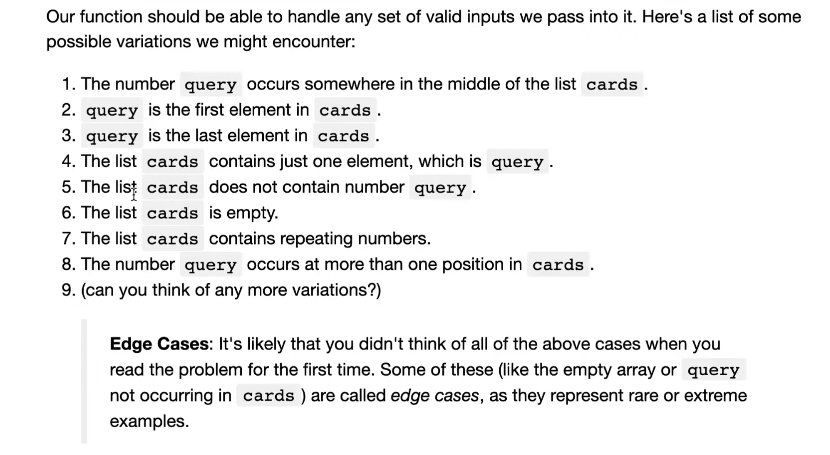 Our function should be able to handle any set of valid inputs we pass into it. Here's a list of some
possible variations we might encounter:
1. The number query occurs somewhere in the middle of the list cards .
2. query is the first element in cards .
3. query is the last element in cards .
4. The list cards contains just one element, which is query .
5. The list cards does not contain number query .
6. The list cards is empty.
7. The list cards contains repeating numbers.
8. The number query occurs at more than one position in cards .
9. (can you think of any more variations?)
Edge Cases: It's likely that you didn't think of all of the above cases when you
read the problem for the first time. Some of these (like the empty array or query
not occurring in cards ) are called edge cases, as they represent rare or extreme
examples.